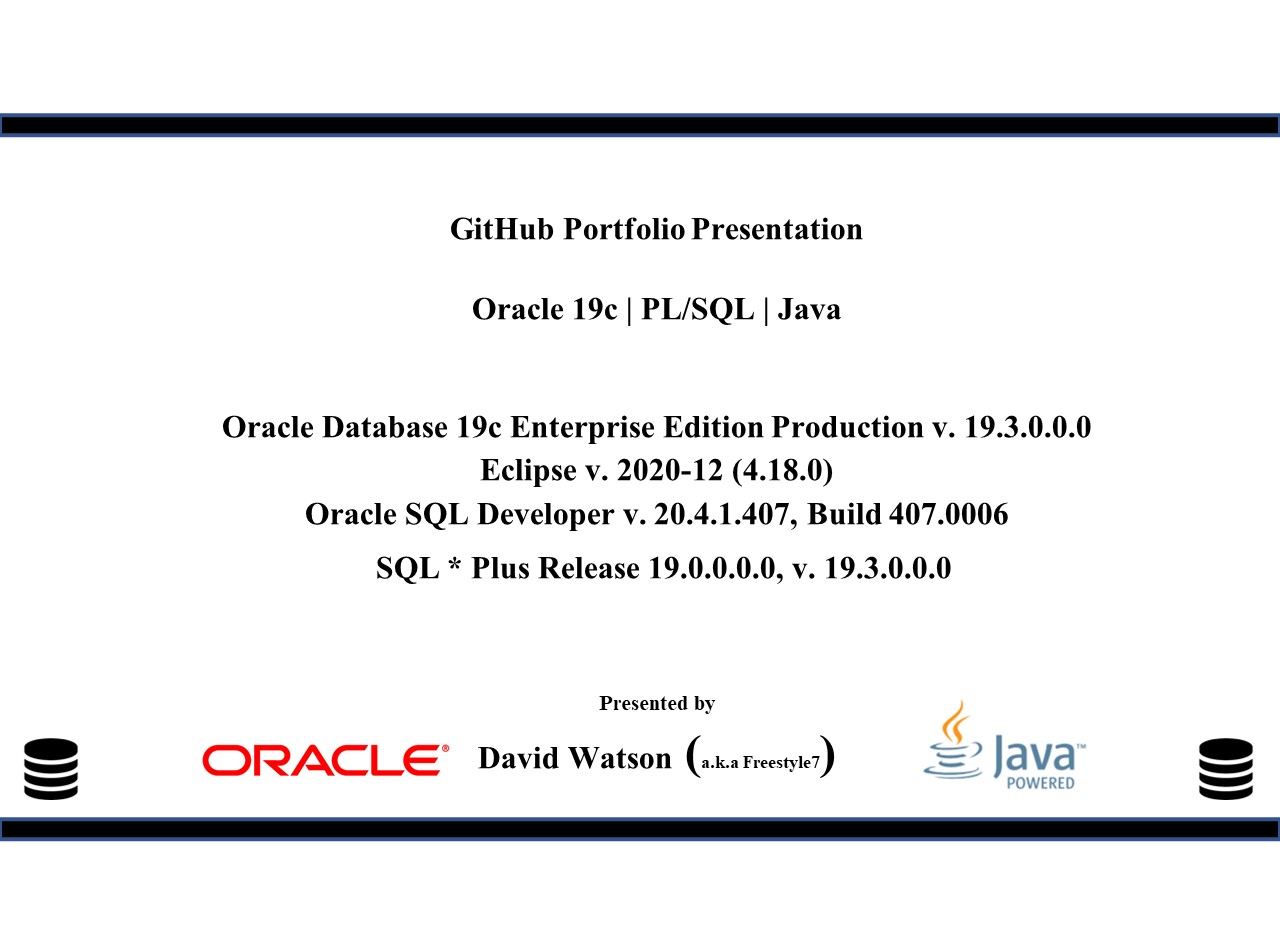 GitHub Portfolio Presentation
Oracle 19c | PL/SQL | Java
Oracle Database 19c Enterprise Edition Production v. 19.3.0.0.0
Eclipse v. 2020-12 (4.18.0)
Oracle SQL Developer v. 20.4.1.407, Build 407.0006
SQL * Plus Release 19.0.0.0.0, v. 19.3.0.0.0
Presented by
ORACLE®
David Watson (a.k.a Freestyle7)
Java™
POWERED